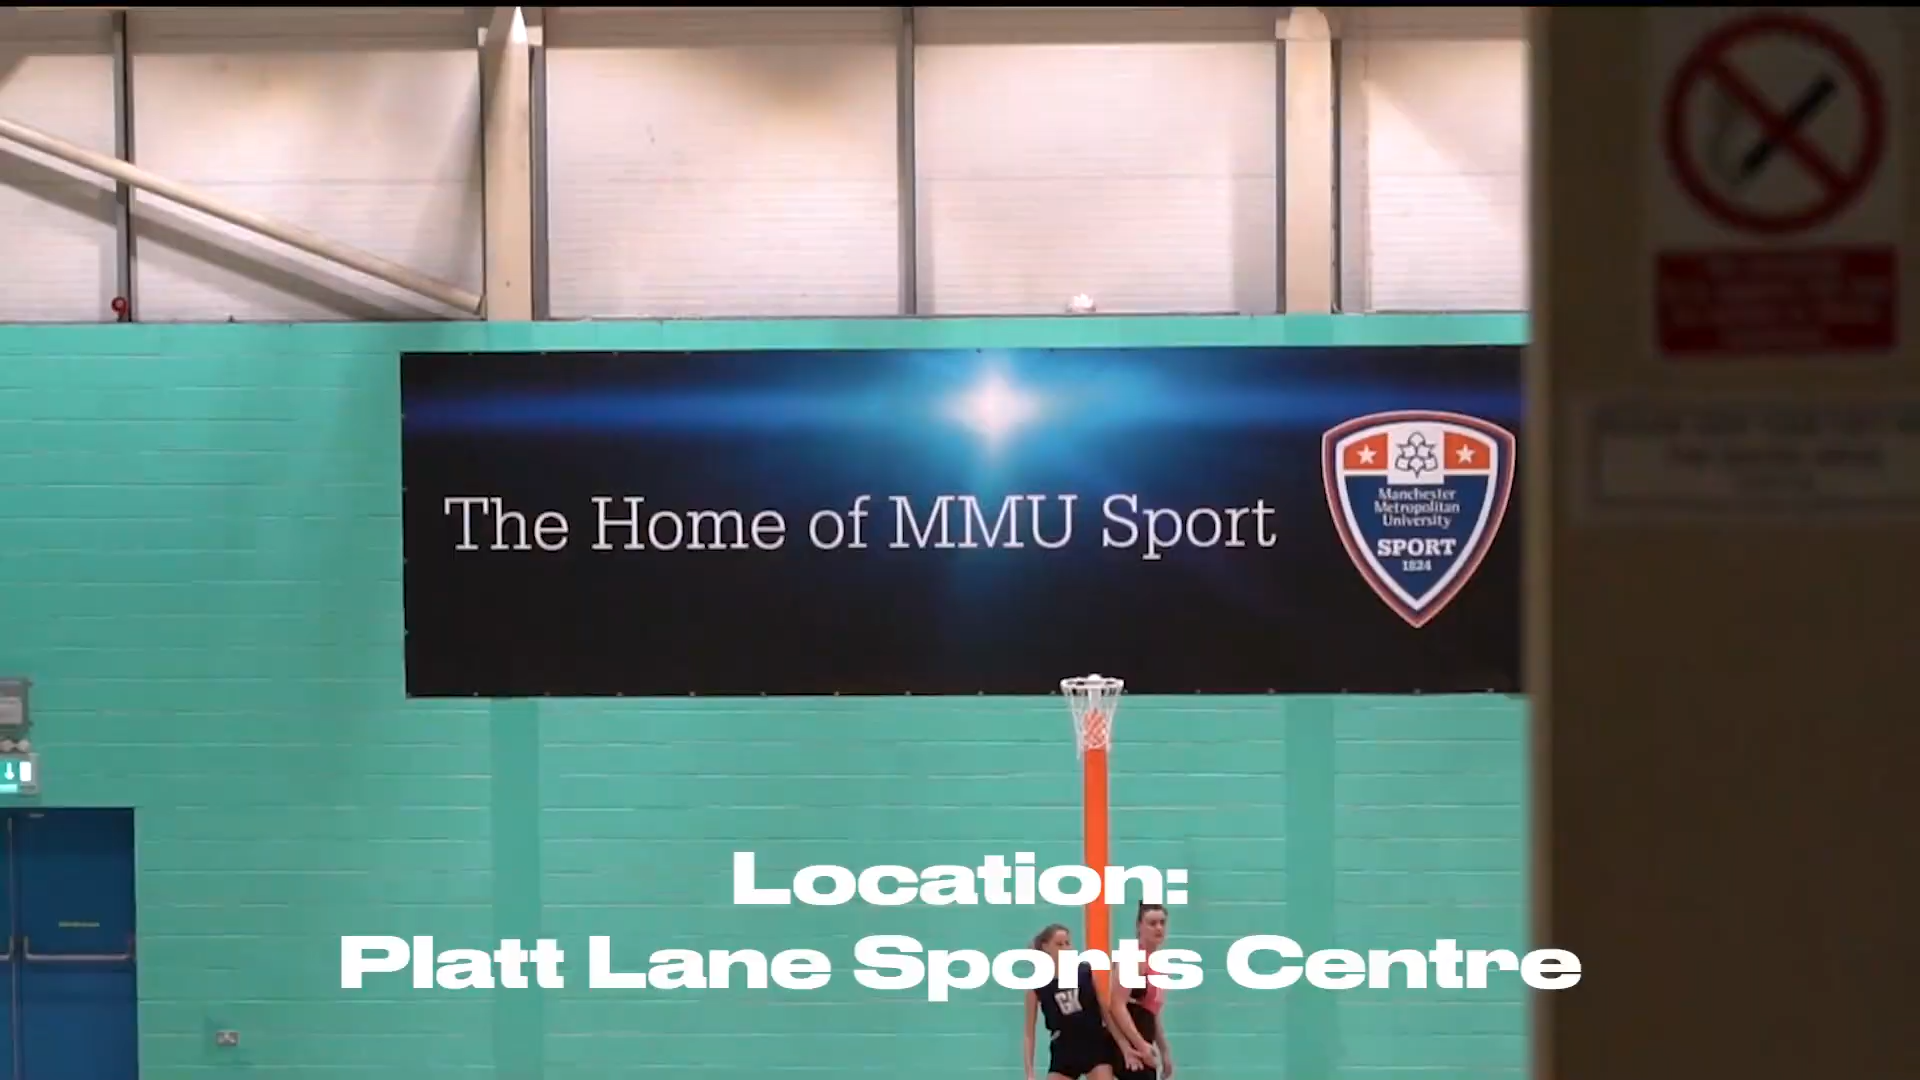 The Home of MMU Sport
Manchester
Metropolitan
University
SPORT
1824
Location:
Platt Lane Sports Centre
GK